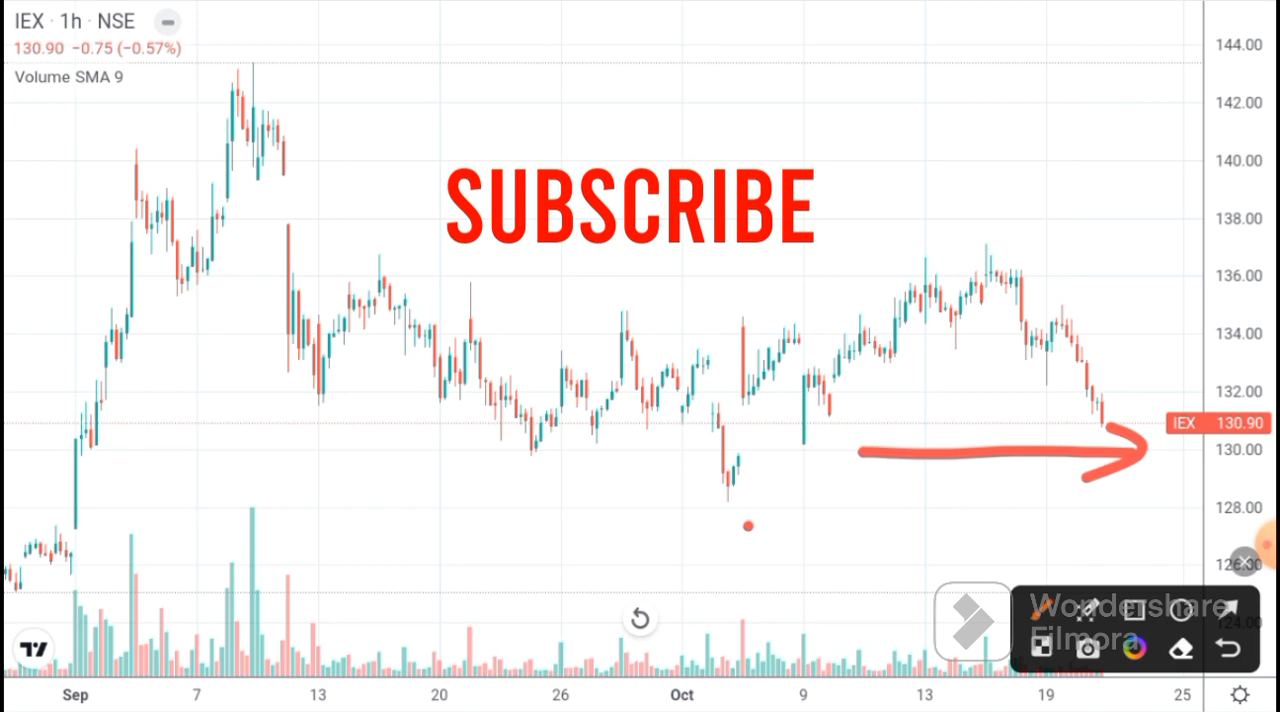 IEX · 1h · NSE
130.90 −0.75 (−0.57%)
Volume SMA 9
SUBSCRIBE
144.00
142.00
140.00
138.00
136.00
134.00
132.00
IEX 130.90
130.00
128.00
126.00
124.00
Wondershare
Filmora
Sep 7 13 20 26 Oct 9 13 19 25